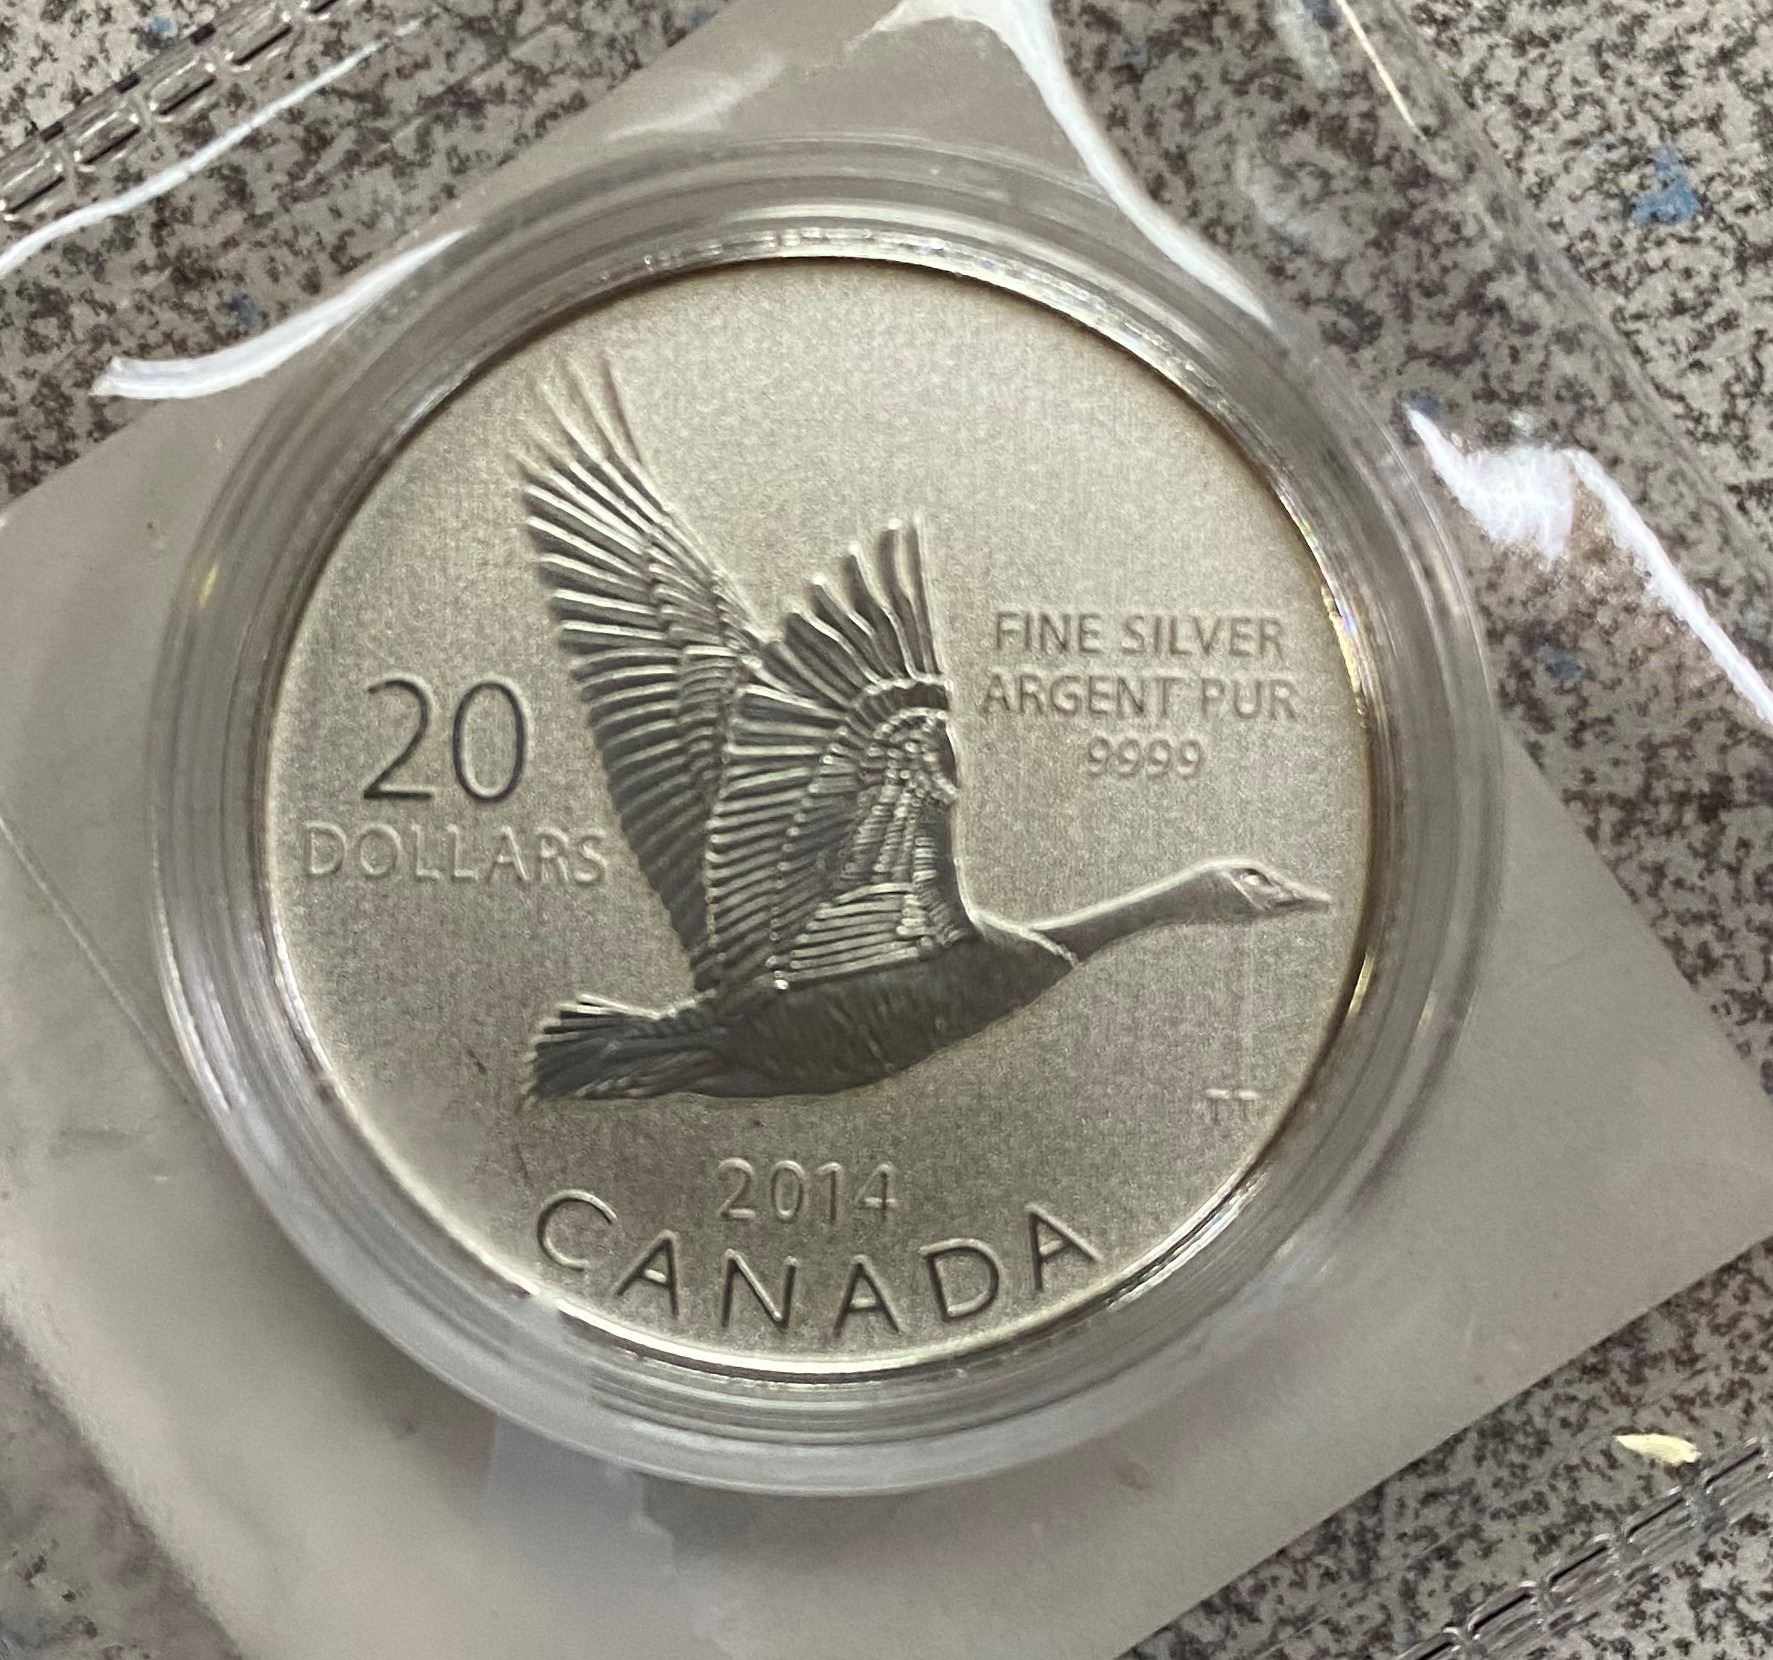 20
DOLLARS
FINE SILVER
ARGENT PUR
9999
TT
2014
CANADA